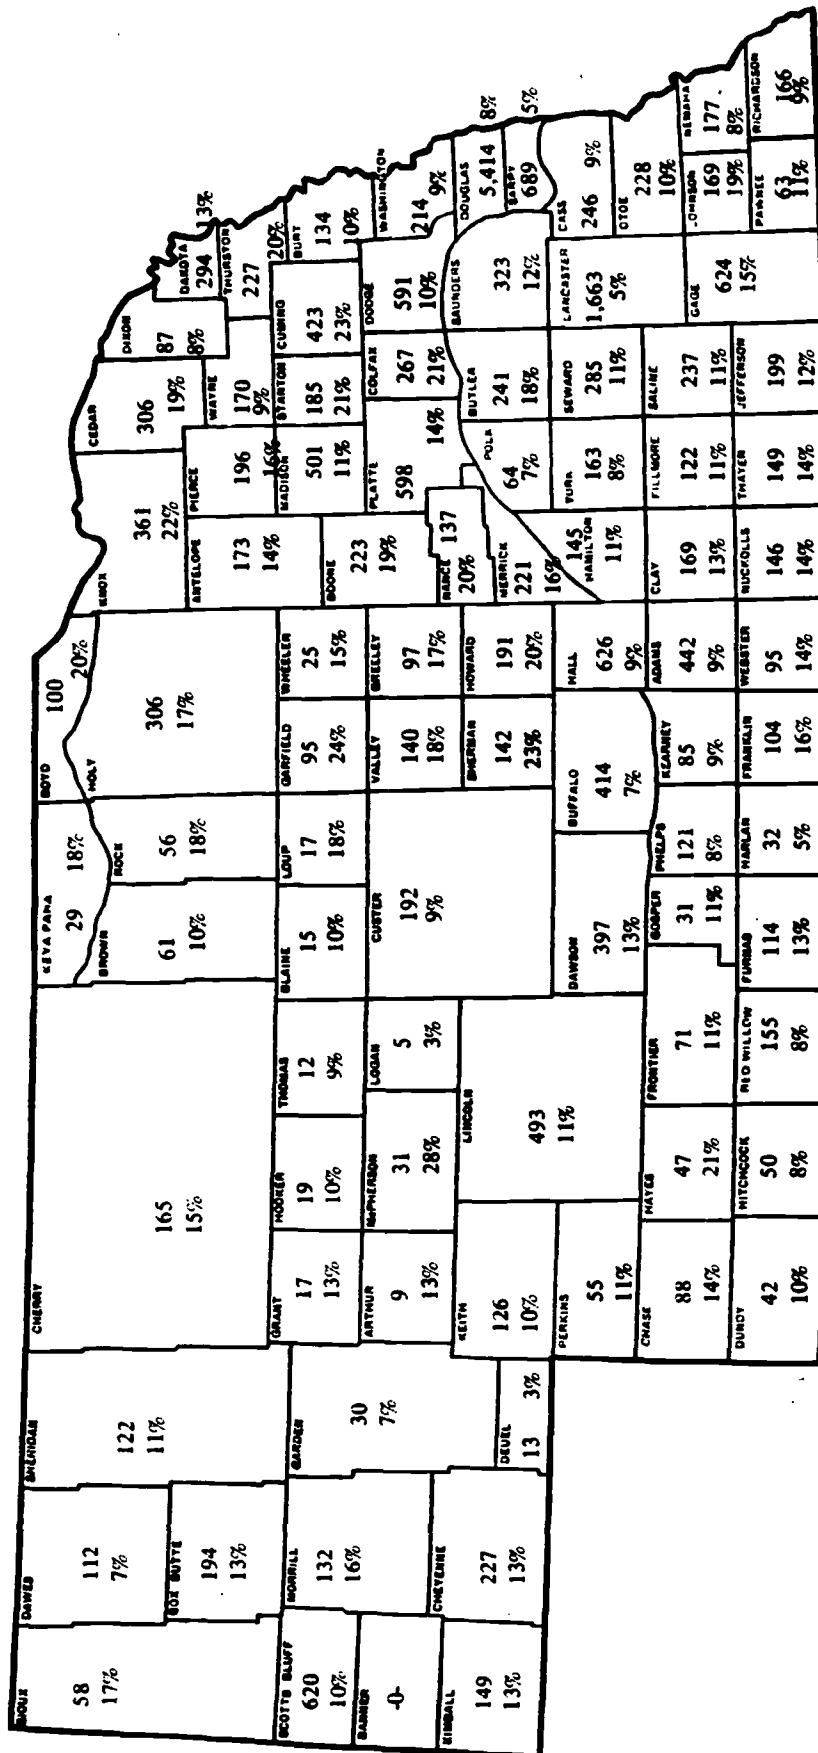 SIOUX
58
17%
DAWES
112
7%
BOX BUTTE
194
13%
SHERIDAN
122
11%
SCOTTS BLUFF
620
10%
BANNER
-0-
KIMBALL
149
13%
MORRILL
132
16%
CHEYENNE
227
13%
GARDEN
30
7%
DEUEL
13
3%
CHERRY
165
15%
GRANT
17
13%
HOOKER
19
10%
THOMAS
12
9%
ARTHUR
9
13%
McPHERSON
31
28%
LOGAN
5
3%
KEITH
126
10%
LINCOLN
493
11%
PERKINS
55
11%
CHASE
88
14%
HAYES
47
21%
FRONTIER
71
11%
DUNDY
42
10%
HITCHCOCK
50
8%
RED WILLOW
155
8%
KEYA PAHA
29
18%
BROWN
61
10%
ROCK
56
18%
BOYD
100
20%
HOLT
306
17%
BLAINE
15
10%
LOUP
17
18%
GARFIELD
95
24%
WHEELER
25
15%
CUSTER
192
9%
VALLEY
140
18%
GREELEY
97
17%
SHERMAN
142
23%
HOWARD
191
20%
DAWSON
397
13%
BUFFALO
414
7%
HALL
626
9%
GOSPER
31
11%
PHELPS
121
8%
KEARNEY
85
9%
ADAMS
442
9%
FURNAS
114
13%
HARLAN
32
5%
FRANKLIN
104
16%
WEBSTER
95
14%
KNOX
361
22%
CEDAR
306
19%
DIXON
87
8%
DAKOTA
294
13%
ANTELOPE
173
14%
PIERCE
196
16%
WAYNE
170
9%
THURSTON
227
20%
BOONE
223
19%
MADISON
501
11%
STANTON
185
21%
CUMING
423
23%
BURT
134
10%
NANCE
137
20%
PLATTE
598
14%
COLFAX
267
21%
DODGE
591
10%
WASHINGTON
214
9%
MERRICK
221
16%
POLK
64
7%
BUTLER
241
18%
SAUNDERS
323
12%
DOUGLAS
5,414
8%
SARPY
689
5%
HAMILTON
145
11%
YORK
163
8%
SEWARD
285
11%
LANCASTER
1,663
5%
CASS
246
9%
OTOE
228
10%
CLAY
169
13%
FILLMORE
122
11%
SALINE
237
11%
GAGE
624
15%
JOHNSON
169
19%
NEMAHA
177
8%
NUCKOLLS
146
14%
THAYER
149
14%
JEFFERSON
199
12%
PAWNEE
63
11%
RICHARDSON
166
9%